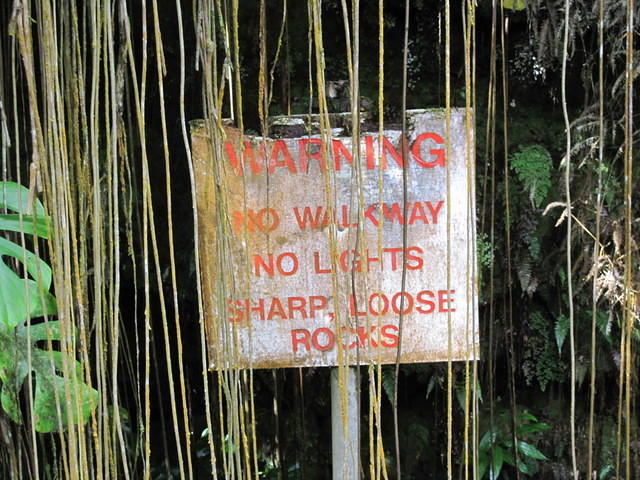 WARNING
NO WALKWAY
NO LIGHTS
SHARP, LOOSE
ROCKS